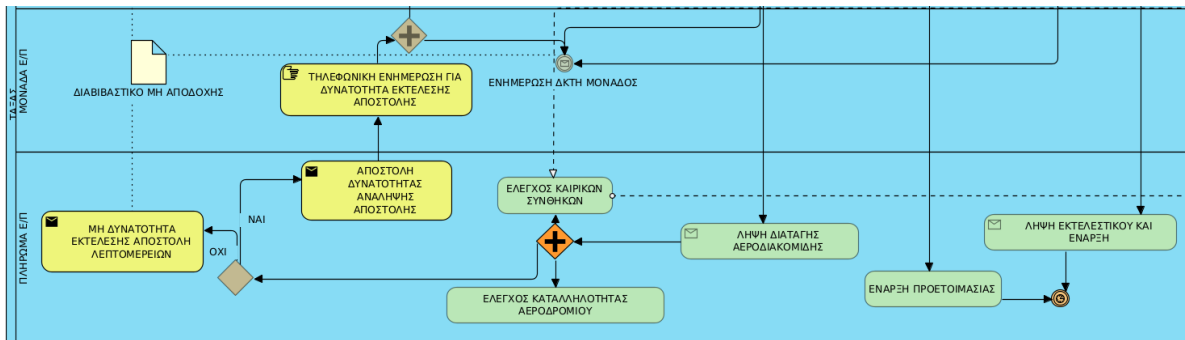 ΤΑΞΑΣ
ΜΟΝΑΔΑ Ε/Π
ΔΙΑΒΙΒΑΣΤΙΚΟ ΜΗ ΑΠΟΔΟΧΗΣ
ΤΗΛΕΦΩΝΙΚΗ ΕΝΗΜΕΡΩΣΗ ΓΙΑ
ΔΥΝΑΤΟΤΗΤΑ ΕΚΤΕΛΕΣΗΣ
ΑΠΟΣΤΟΛΗΣ
ΕΝΗΜΕΡΩΣΗ ΔΚΤΗ ΜΟΝΑΔΟΣ
ΠΛΗΡΩΜΑ Ε/Π
ΜΗ ΔΥΝΑΤΟΤΗΤΑ
ΕΚΤΕΛΕΣΗΣ ΑΠΟΣΤΟΛΗ
ΛΕΠΤΟΜΕΡΕΙΩΝ
ΟΧΙ
ΝΑΙ
ΑΠΟΣΤΟΛΗ
ΔΥΝΑΤΟΤΗΤΑΣ
ΑΝΑΛΗΨΗΣ
ΑΠΟΣΤΟΛΗΣ
ΕΛΕΓΧΟΣ ΚΑΙΡΙΚΩΝ
ΣΥΝΘΗΚΩΝ
ΕΛΕΓΧΟΣ ΚΑΤΑΛΛΗΛΟΤΗΤΑΣ
ΑΕΡΟΔΡΟΜΙΟΥ
ΛΗΨΗ ΔΙΑΤΑΓΗΣ
ΑΕΡΟΔΙΑΚΟΜΙΔΗΣ
ΕΝΑΡΞΗ ΠΡΟΕΤΟΙΜΑΣΙΑΣ
ΛΗΨΗ ΕΚΤΕΛΕΣΤΙΚΟΥ ΚΑΙ
ΕΝΑΡΞΗ